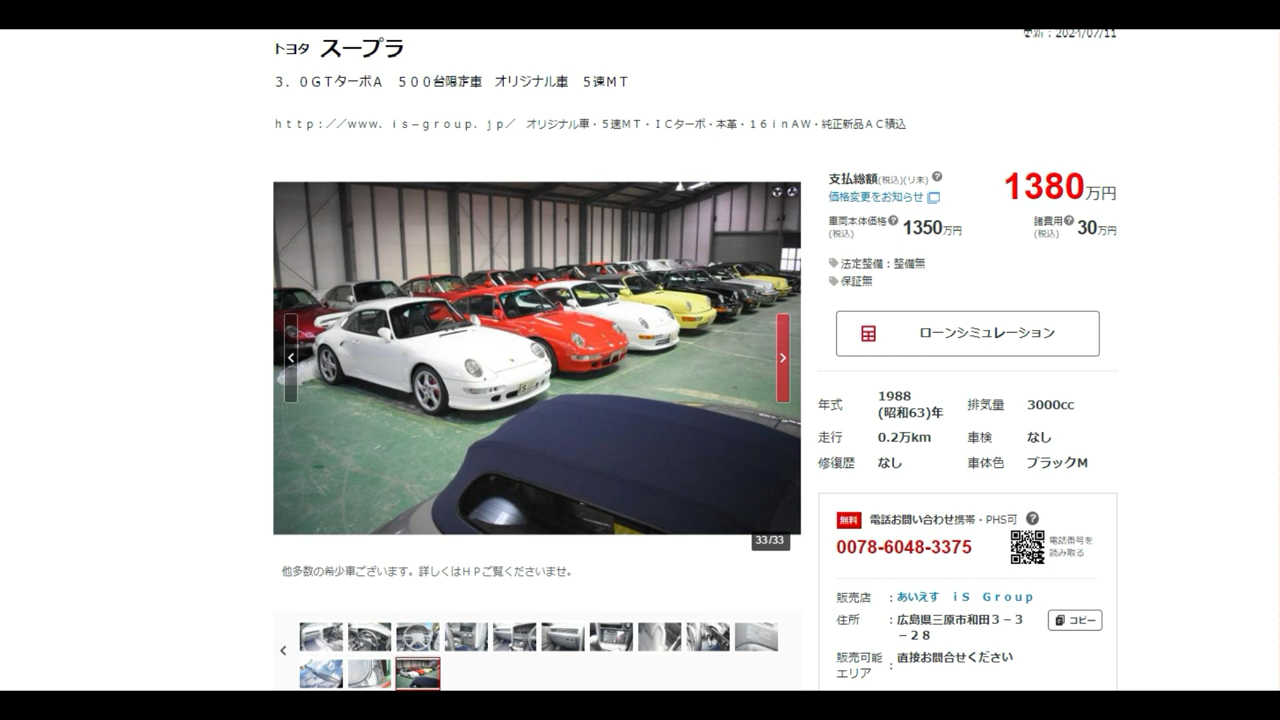 更新：2024/07/11
トヨタ スープラ
３．０ＧＴターボＡ　５００台限定車　オリジナル車　５速ＭＴ
ｈｔｔｐ：／／ｗｗｗ．ｉｓ－ｇｒｏｕｐ．ｊｐ／　オリジナル車・５速ＭＴ・ＩＣターボ・本革・１６ｉｎＡＷ・純正新品ＡＣ積込
支払総額(税込)(リ未) ?
1380万円
価格変更をお知らせ
車両本体価格? (税込) 1350万円
諸費用? (税込) 30万円
法定整備：整備無
保証無
ローンシミュレーション
年式 1988 (昭和63)年 排気量 3000cc
走行 0.2万km 車検 なし
修復歴 なし 車体色 ブラックM
33/33
他多数の希少車ございます。詳しくはＨＰご覧くださいませ。
無料 電話お問い合わせ携帯・PHS可 ?
0078-6048-3375
電話番号を
読み取る
販売店 ：あいえす　ｉＳ　Ｇｒｏｕｐ
住所 ：広島県三原市和田３－３
－２８
コピー
販売可能
エリア ：直接お問合せください